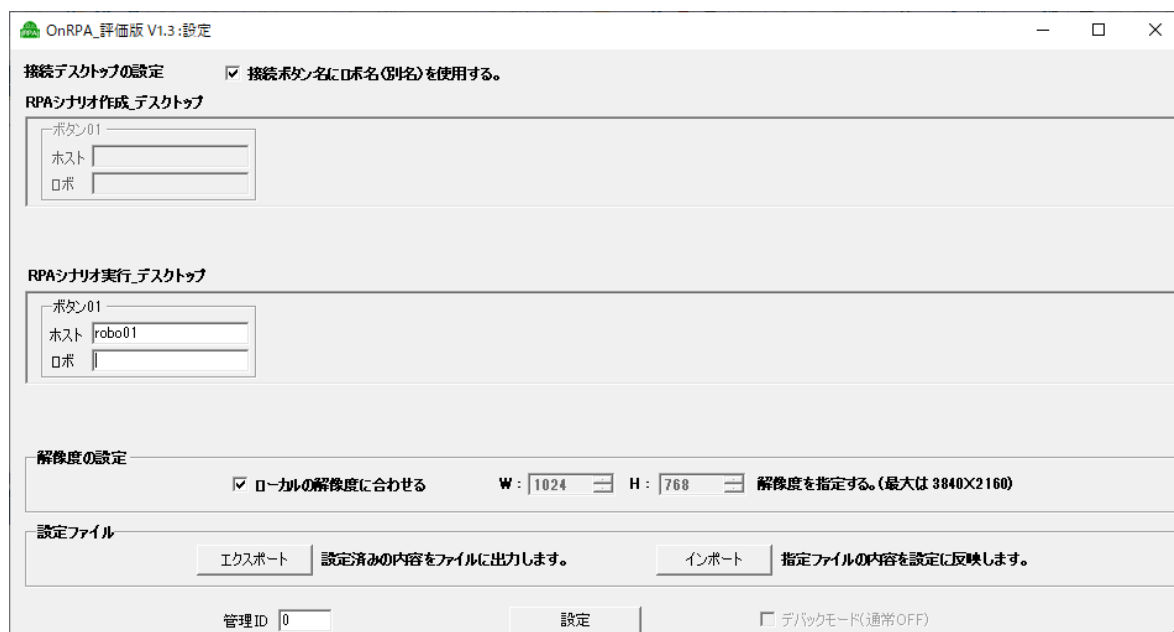 OnRPA_評価版 V1.3 :設定
接続デスクトップの設定 接続ボタン名にロボ名(別名)を使用する。
RPAシナリオ作成_デスクトップ
ボタン01
ホスト
ロボ
RPAシナリオ実行_デスクトップ
ボタン01
ホスト robo01
ロボ
解像度の設定
ローカルの解像度に合わせる W : 1024 H : 768 解像度を指定する。(最大は 3840X2160)
設定ファイル
エクスポート 設定済みの内容をファイルに出力します。 インポート 指定ファイルの内容を設定に反映します。
管理ID 0 設定 デバックモード(通常OFF)